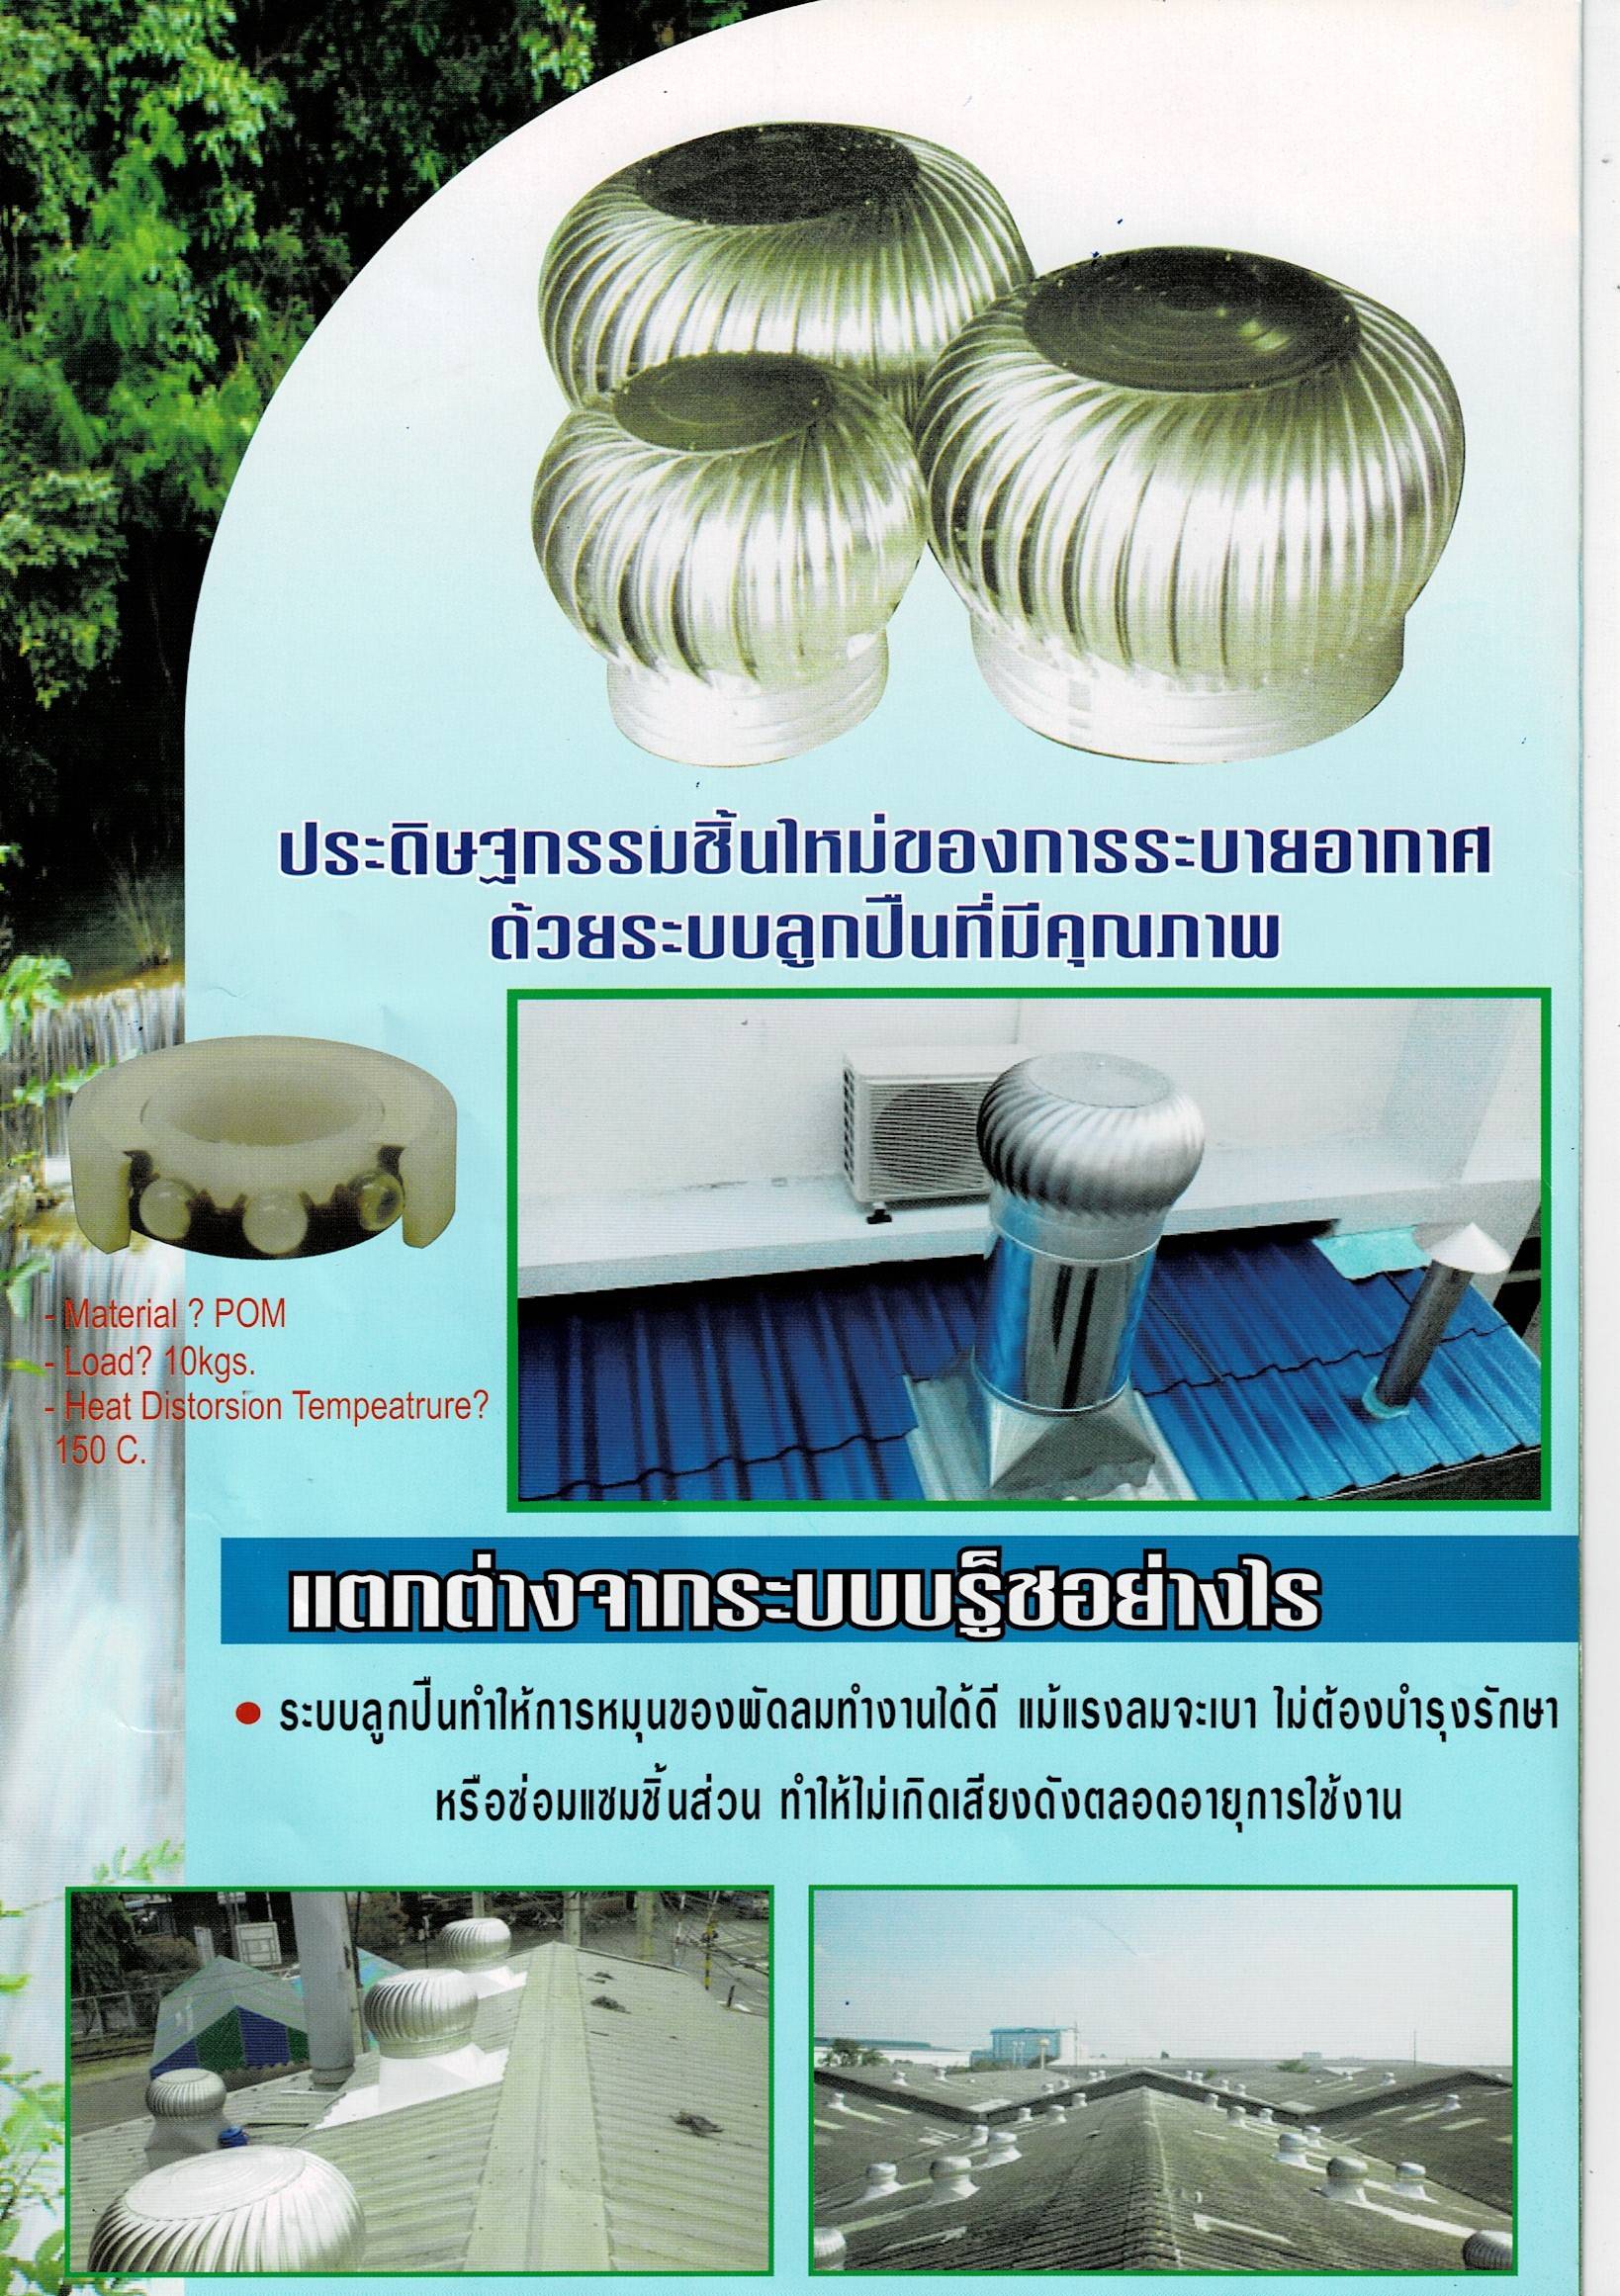 ประดิษฐกรรมชิ้นใหม่ของการระบายอากาศ
ด้วยระบบลูกปืนที่มีคุณภาพ
- Material ? POM
- Load? 10kgs.
- Heat Distorsion Tempeatrure?
150 C.
แตกต่างจากระบบบรู็ชอย่างไร
● ระบบลูกปืนทำให้การหมุนของพัดลมทำงานได้ดี แม้แรงลมจะเบา ไม่ต้องบำรุงรักษา
หรือซ่อมแซมชิ้นส่วน ทำให้ไม่เกิดเสียงดังตลอดอายุการใช้งาน